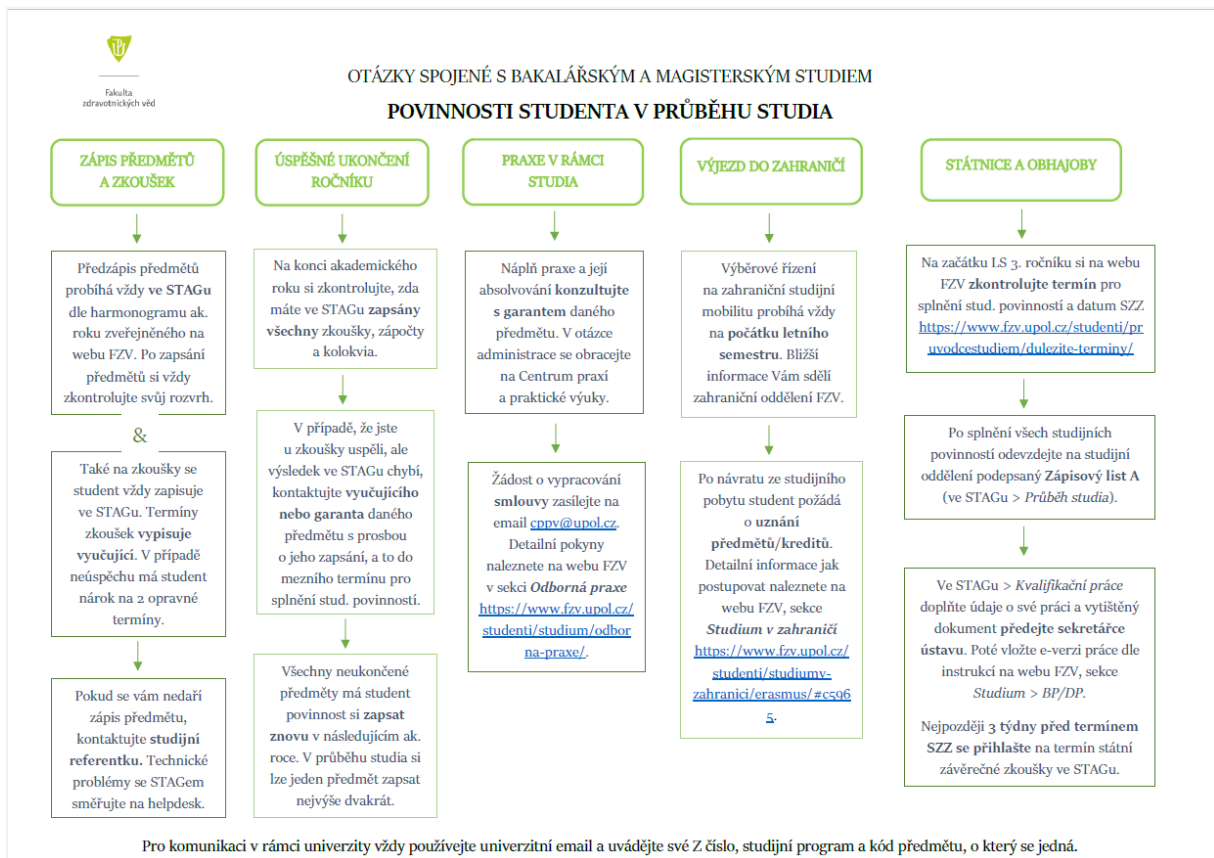 UP
Fakulta
zdravotnických věd
OTÁZKY SPOJENÉ S BAKALÁŘSKÝM A MAGISTERSKÝM STUDIEM
POVINNOSTI STUDENTA V PRŮBĚHU STUDIA
ZÁPIS PŘEDMĚTŮ
A ZKOUŠEK
Předzápis předmětů
probíhá vždy ve STAGu
dle harmonogramu ak.
roku zveřejněného na
webu FZV. Po zapsání
předmětů si vždy
zkontrolujte svůj rozvrh.
&
Také na zkoušky se
student vždy zapisuje
ve STAGu. Termíny
zkoušek vypisuje
vyučující. V případě
neúspěchu má student
nárok na 2 opravné
termíny.
Pokud se vám nedaří
zápis předmětu,
kontaktujte studijní
referentku. Technické
problémy se STAGem
směřujte na helpdesk.
ÚSPĚŠNÉ UKONČENÍ
ROČNÍKU
Na konci akademického
roku si zkontrolujte, zda
máte ve STAGu zapsány
všechny zkoušky, zápočty
a kolokvia.
V případě, že jste
u zkoušky uspěli, ale
výsledek ve STAGu chybí,
kontaktujte vyučujícího
nebo garanta daného
předmětu s prosbou
o jeho zapsání, a to do
mezního termínu pro
splnění stud. povinností.
Všechny neukončené
předměty má student
povinnost si zapsat
znovu v následujícím ak.
roce. V průběhu studia si
lze jeden předmět zapsat
nejvýše dvakrát.
PRAXE V RÁMCI
STUDIA
Náplň praxe a její
absolvování konzultujte
s garantem daného
předmětu. V otázce
administrace se obracejte
na Centrum praxí
a praktické výuky.
Žádost o vypracování
smlouvy zasílejte na
email cppv@upol.cz.
Detailní pokyny
naleznete na webu FZV
v sekci Odborná praxe
https://www.fzv.upol.cz/
studenti/studium/odbor
na-praxe/.
VÝJEZD DO ZAHRANIČÍ
Výběrové řízení
na zahraniční studijní
mobilitu probíhá vždy
na počátku letního
semestru. Bližší
informace Vám sdělí
zahraniční oddělení FZV.
Po návratu ze studijního
pobytu student požádá
o uznání
předmětů/kreditů.
Detailní informace jak
postupovat naleznete na
webu FZV, sekce
Studium v zahraničí
https://www.fzv.upol.cz/
studenti/studiumv-
zahranici/erasmus/#c596
5.
STÁTNICE A OBHAJOBY
Na začátku LS 3. ročníku si na webu
FZV zkontrolujte termín pro
splnění stud. povinností a datum SZZ
https://www.fzv.upol.cz/studenti/pr
uvodcestudiem/dulezite-terminy/
Po splnění všech studijních
povinností odevzdejte na studijní
oddělení podepsaný Zápisový list A
(ve STAGu > Průběh studia).
Ve STAGu > Kvalifikační práce
doplňte údaje o své práci a vytištěný
dokument předejte sekretářce
ústavu. Poté vložte e-verzi práce dle
instrukcí na webu FZV, sekce
Studium > BP/DP.
Nejpozději 3 týdny před termínem
SZZ se přihlašte na termín státní
závěrečné zkoušky ve STAGu.
Pro komunikaci v rámci univerzity vždy používejte univerzitní email a uvádějte své Z číslo, studijní program a kód předmětu, o který se jedná.